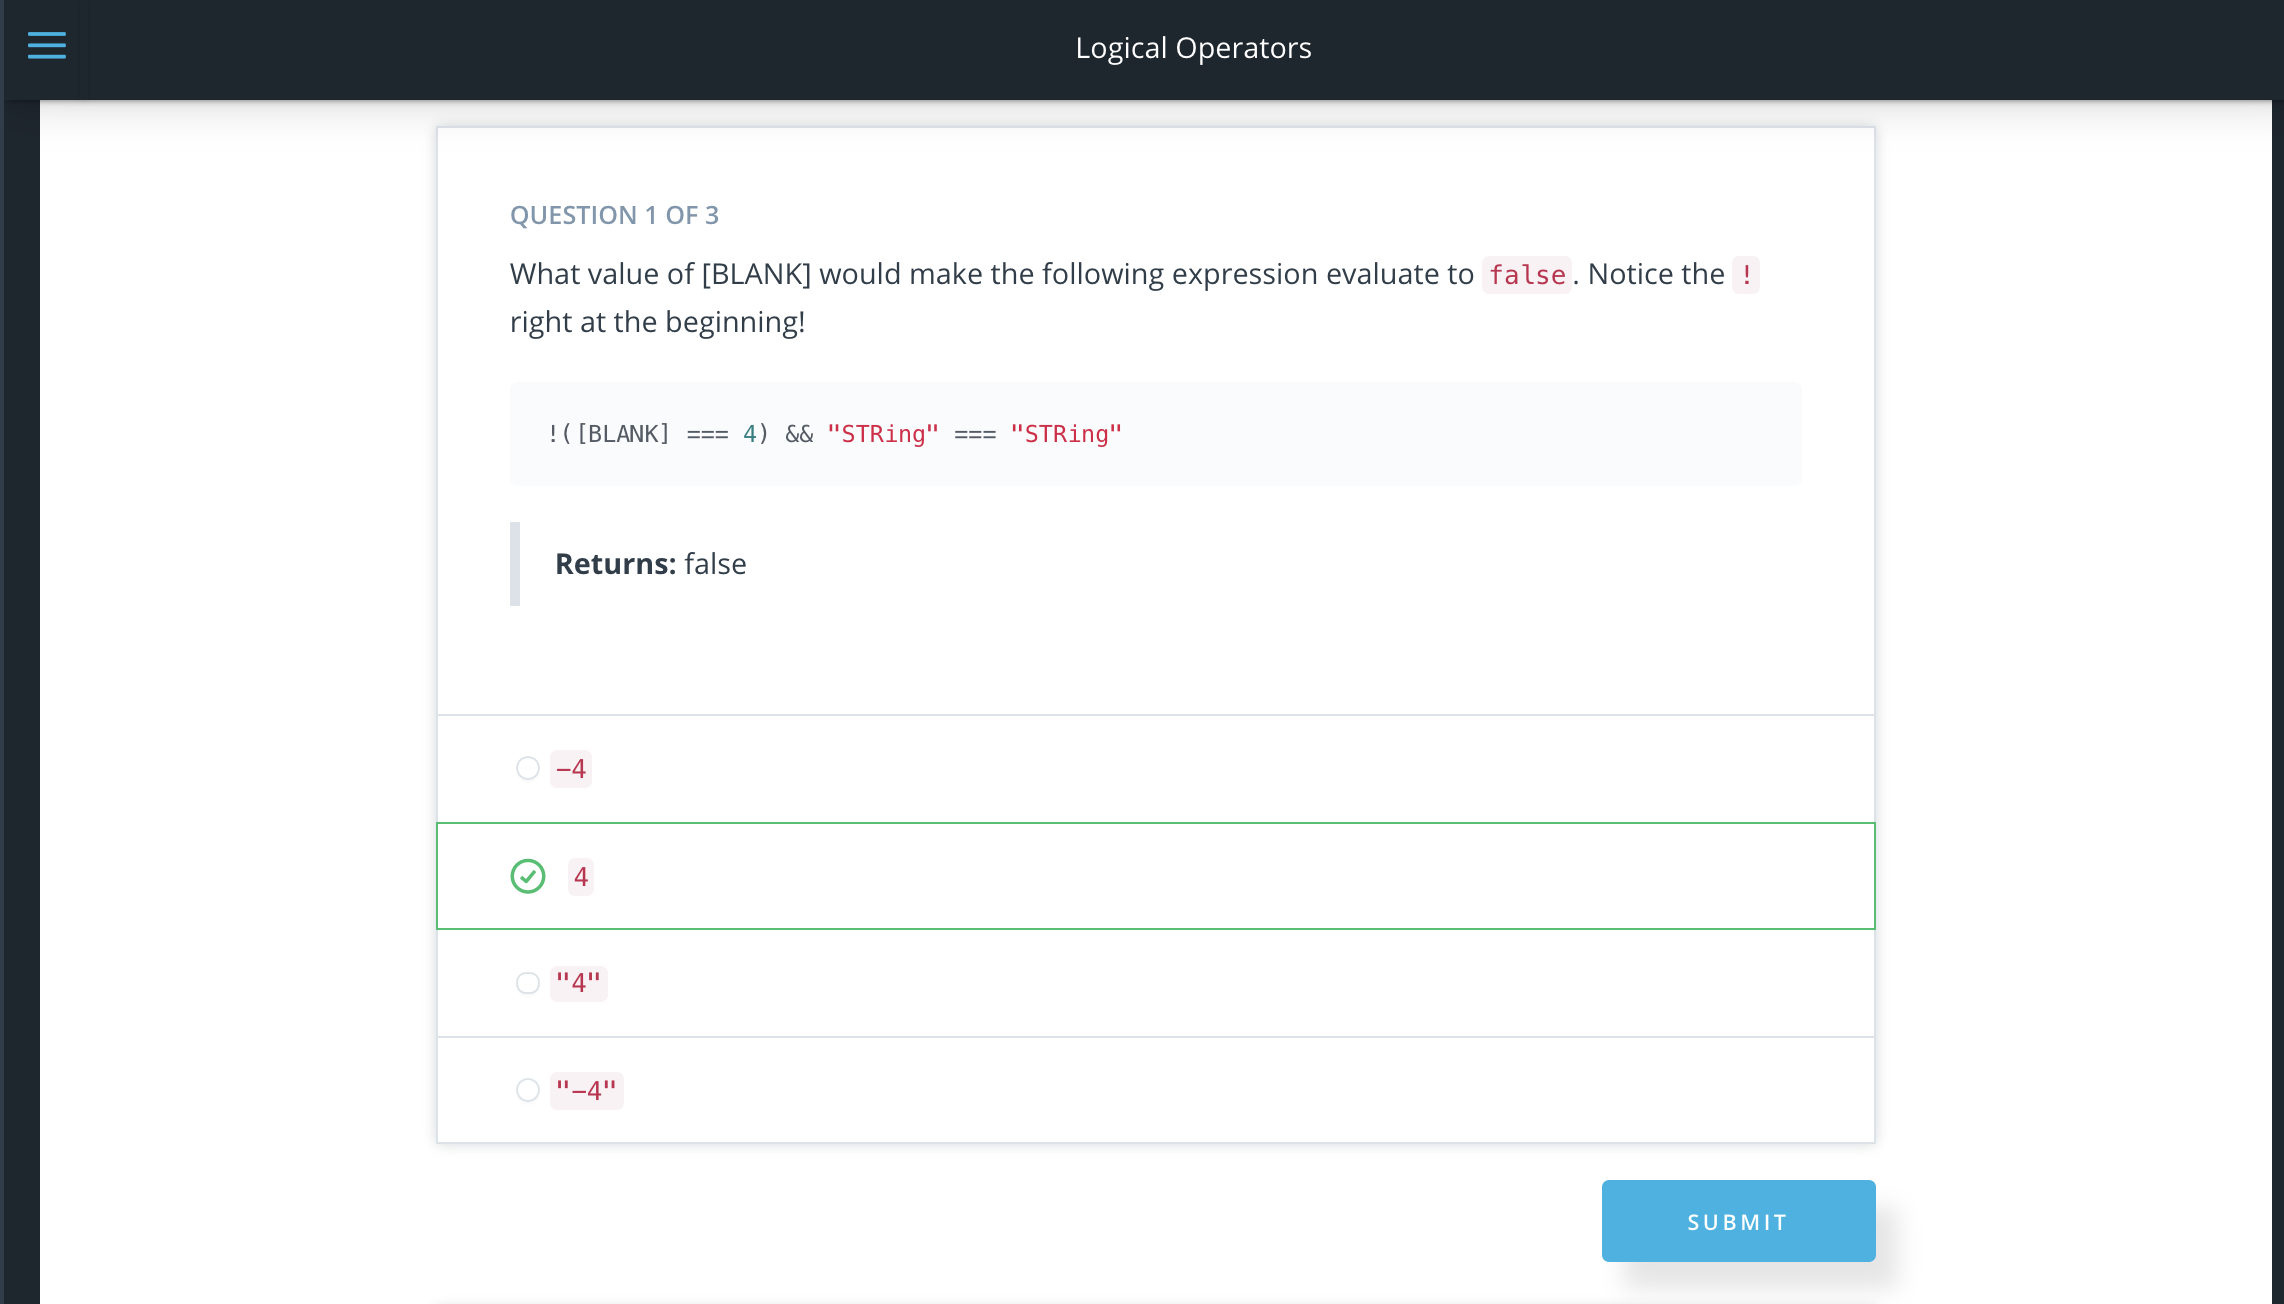 Logical Operators
QUESTION 1 OF 3
What value of [BLANK] would make the following expression evaluate to false. Notice the !
right at the beginning!
!([BLANK] === 4) && "STRing" === "STRing"
Returns: false
-4
4
"4"
"-4"
SUBMIT